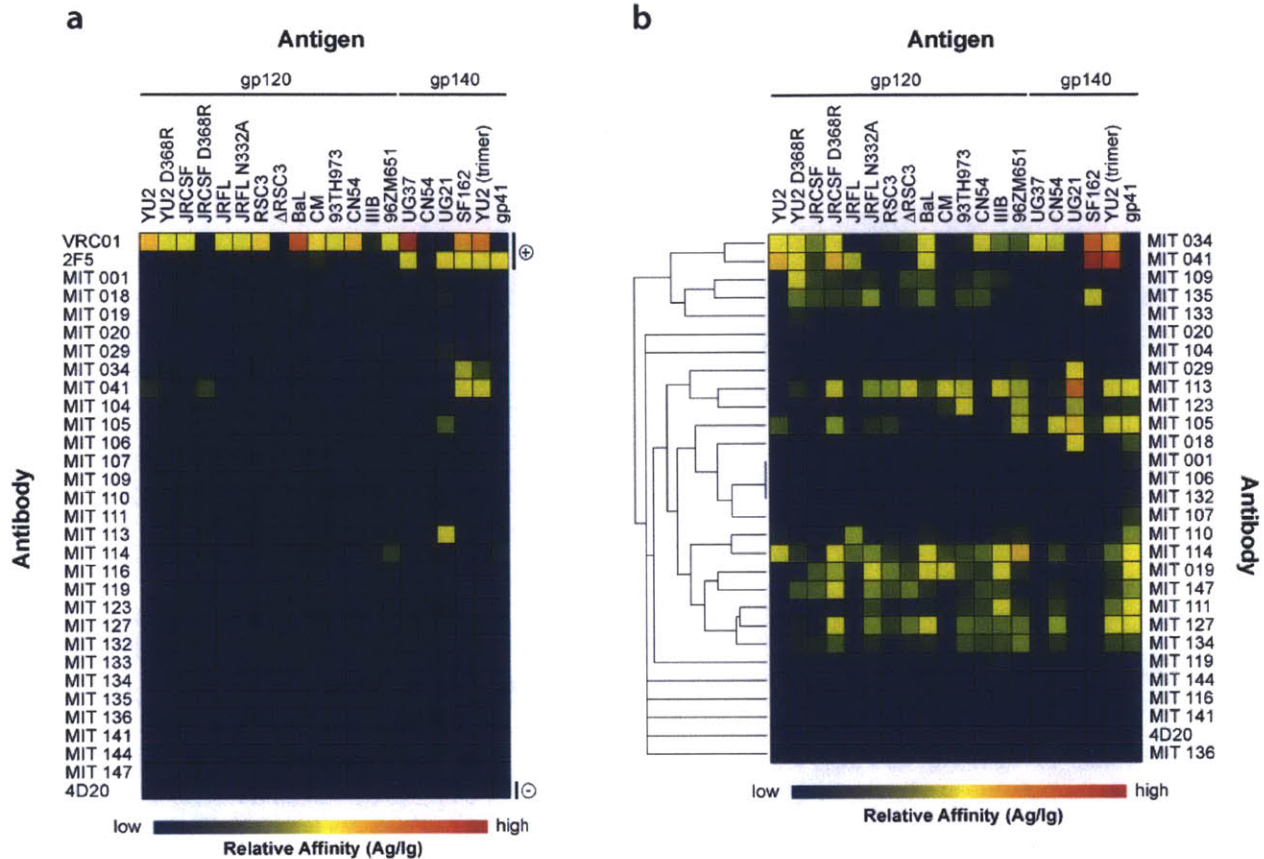 a
Antigen
gp120 gp140
YU2
YU2 D368R
JRCSF
JRCSF D368R
JRFL
JRFL N332A
RSC3
ΔRSC3
BaL
CM
93TH973
CN54
IIIB
96ZM651
UG37
CN54
UG21
SF162
YU2 (trimer)
gp41
Antibody
VRC01
2F5
MIT 001
MIT 018
MIT 019
MIT 020
MIT 029
MIT 034
MIT 041
MIT 104
MIT 105
MIT 106
MIT 107
MIT 109
MIT 110
MIT 111
MIT 113
MIT 114
MIT 116
MIT 119
MIT 123
MIT 127
MIT 132
MIT 133
MIT 134
MIT 135
MIT 136
MIT 141
MIT 144
MIT 147
4D20
+
-
low high
Relative Affinity (Ag/Ig)
b
Antigen
gp120 gp140
YU2
YU2 D368R
JRCSF
JRCSF D368R
JRFL
JRFL N332A
RSC3
ΔRSC3
BaL
CM
93TH973
CN54
IIIB
96ZM651
UG37
CN54
UG21
SF162
YU2 (trimer)
gp41
MIT 034
MIT 041
MIT 109
MIT 135
MIT 133
MIT 020
MIT 104
MIT 029
MIT 113
MIT 123
MIT 105
MIT 018
MIT 001
MIT 106
MIT 132
MIT 107
MIT 110
MIT 114
MIT 019
MIT 147
MIT 111
MIT 127
MIT 134
MIT 119
MIT 144
MIT 116
MIT 141
4D20
MIT 136
Antibody
low high
Relative Affinity (Ag/Ig)